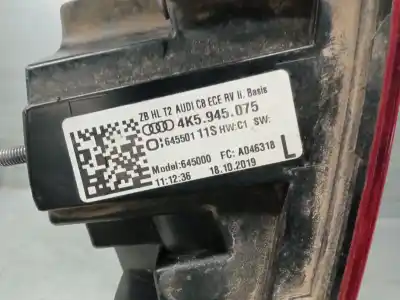 ZB HL T2 AUDI C8 ECE RV li. Basis
4K5.945.075
645501 11S HW:C1 SW:
Model:645000 FC: A046318 L
11:12:36 18.10.2019